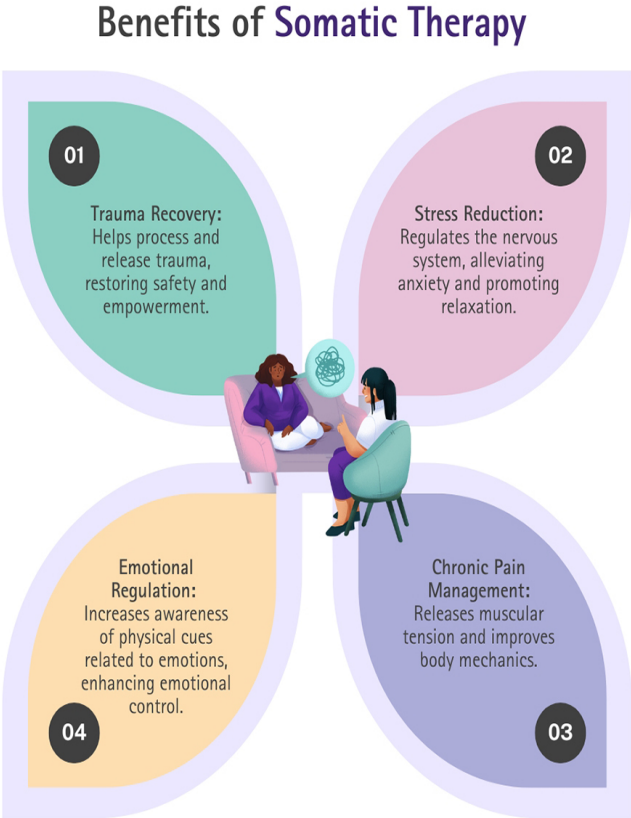 Benefits of Somatic Therapy
01
Trauma Recovery:
Helps process and
release trauma,
restoring safety and
empowerment.
02
Stress Reduction:
Regulates the nervous
system, alleviating
anxiety and promoting
relaxation.
Chronic Pain
Management:
Releases muscular
tension and improves
body mechanics.
03
Emotional
Regulation:
Increases awareness
of physical cues
related to emotions,
enhancing emotional
control.
04